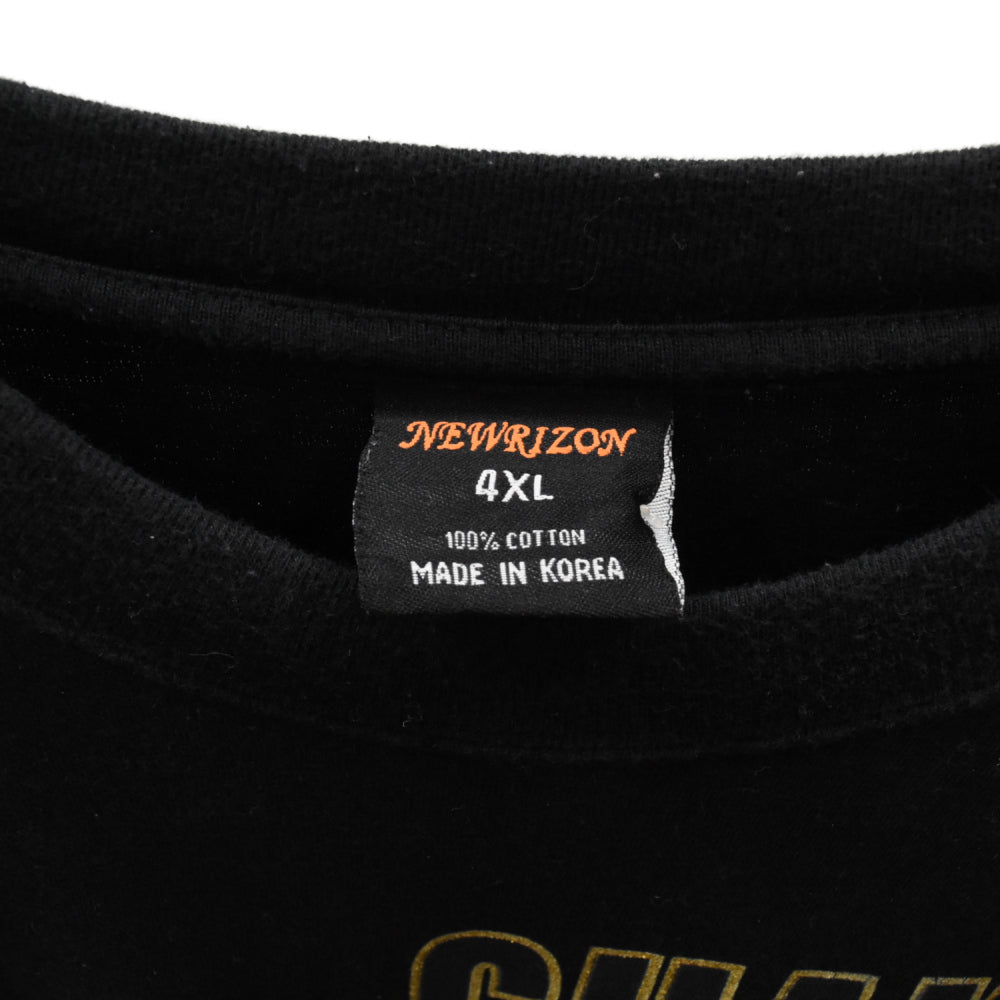 NEWRIZON
4XL
100% COTTON
MADE IN KOREA